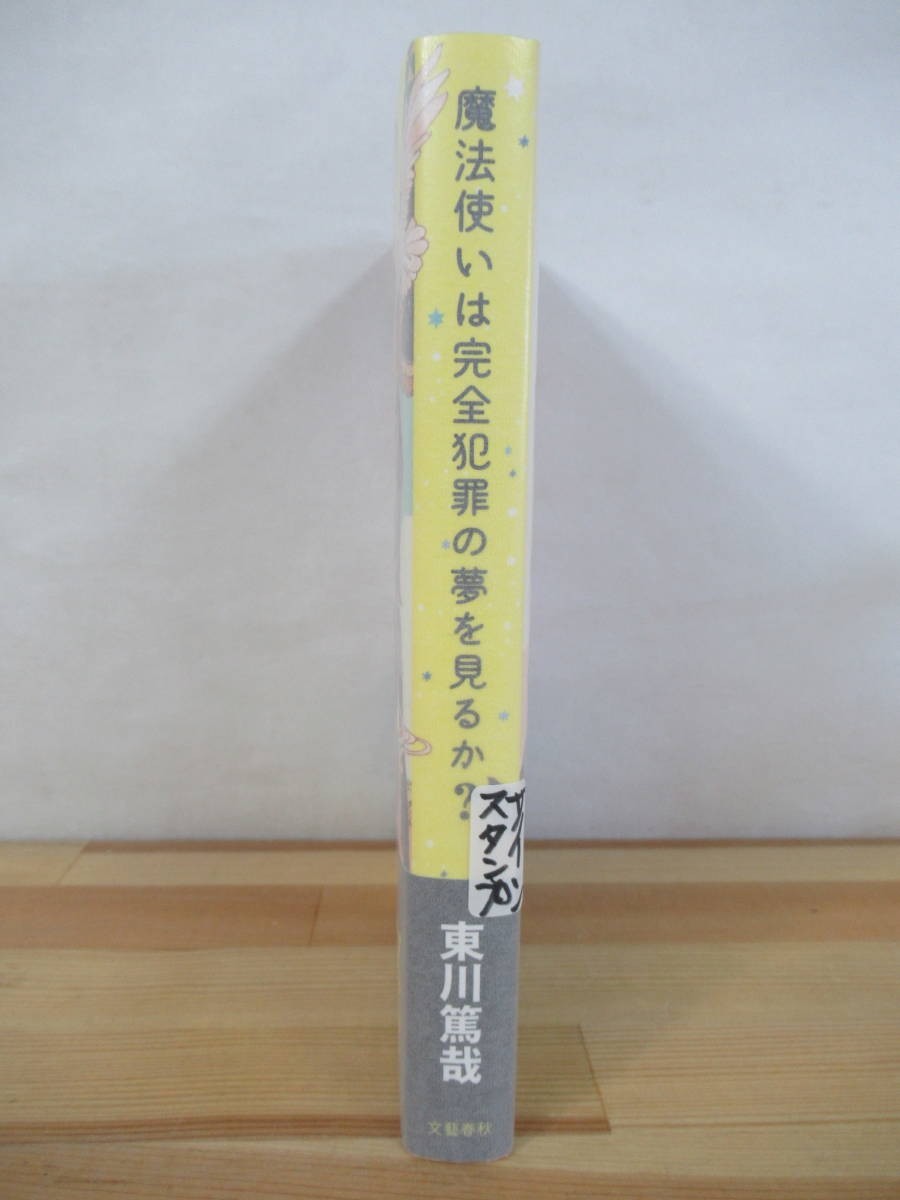 魔法使いは完全犯罪の夢を見るか?
サイン
スタンプ
東川篤哉
文藝春秋